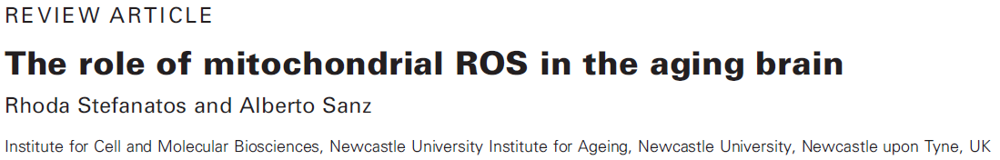 REVIEW ARTICLE
The role of mitochondrial ROS in the aging brain
Rhoda Stefanatos and Alberto Sanz
Institute for Cell and Molecular Biosciences, Newcastle University Institute for Ageing, Newcastle University, Newcastle upon Tyne, UK